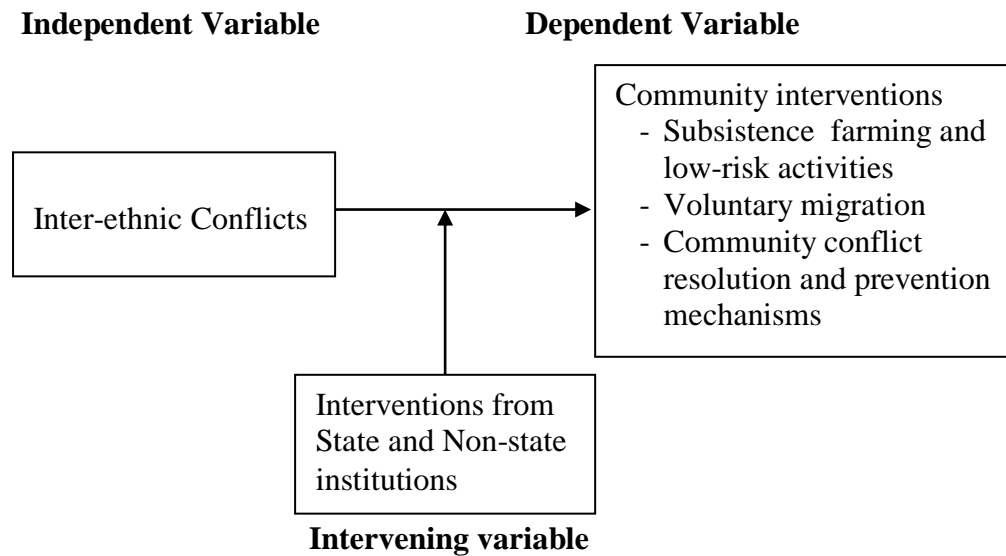 Independent Variable
Dependent Variable
Inter-ethnic Conflicts
Community interventions
- Subsistence farming and
low-risk activities
- Voluntary migration
- Community conflict
resolution and prevention
mechanisms
Interventions from
State and Non-state
institutions
Intervening variable